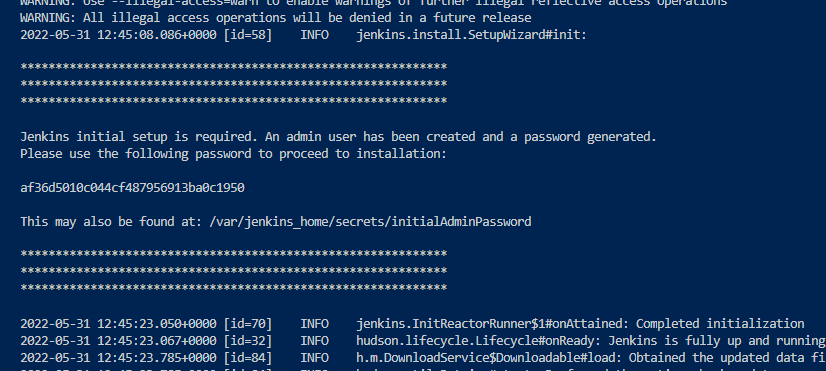 WARNING: Use --illegal-access=warn to enable warnings of further illegal reflective access operations
WARNING: All illegal access operations will be denied in a future release
2022-05-31 12:45:08.086+0000 [id=58] INFO jenkins.install.SetupWizard#init:
*************************************************************
*************************************************************
*************************************************************
Jenkins initial setup is required. An admin user has been created and a password generated.
Please use the following password to proceed to installation:
af36d5010c044cf487956913ba0c1950
This may also be found at: /var/jenkins_home/secrets/initialAdminPassword
*************************************************************
*************************************************************
*************************************************************
2022-05-31 12:45:23.050+0000 [id=70] INFO jenkins.InitReactorRunner$1#onAttained: Completed initialization
2022-05-31 12:45:23.067+0000 [id=32] INFO hudson.lifecycle.Lifecycle#onReady: Jenkins is fully up and running
2022-05-31 12:45:23.785+0000 [id=84] INFO h.m.DownloadService$Downloadable#load: Obtained the updated data fi